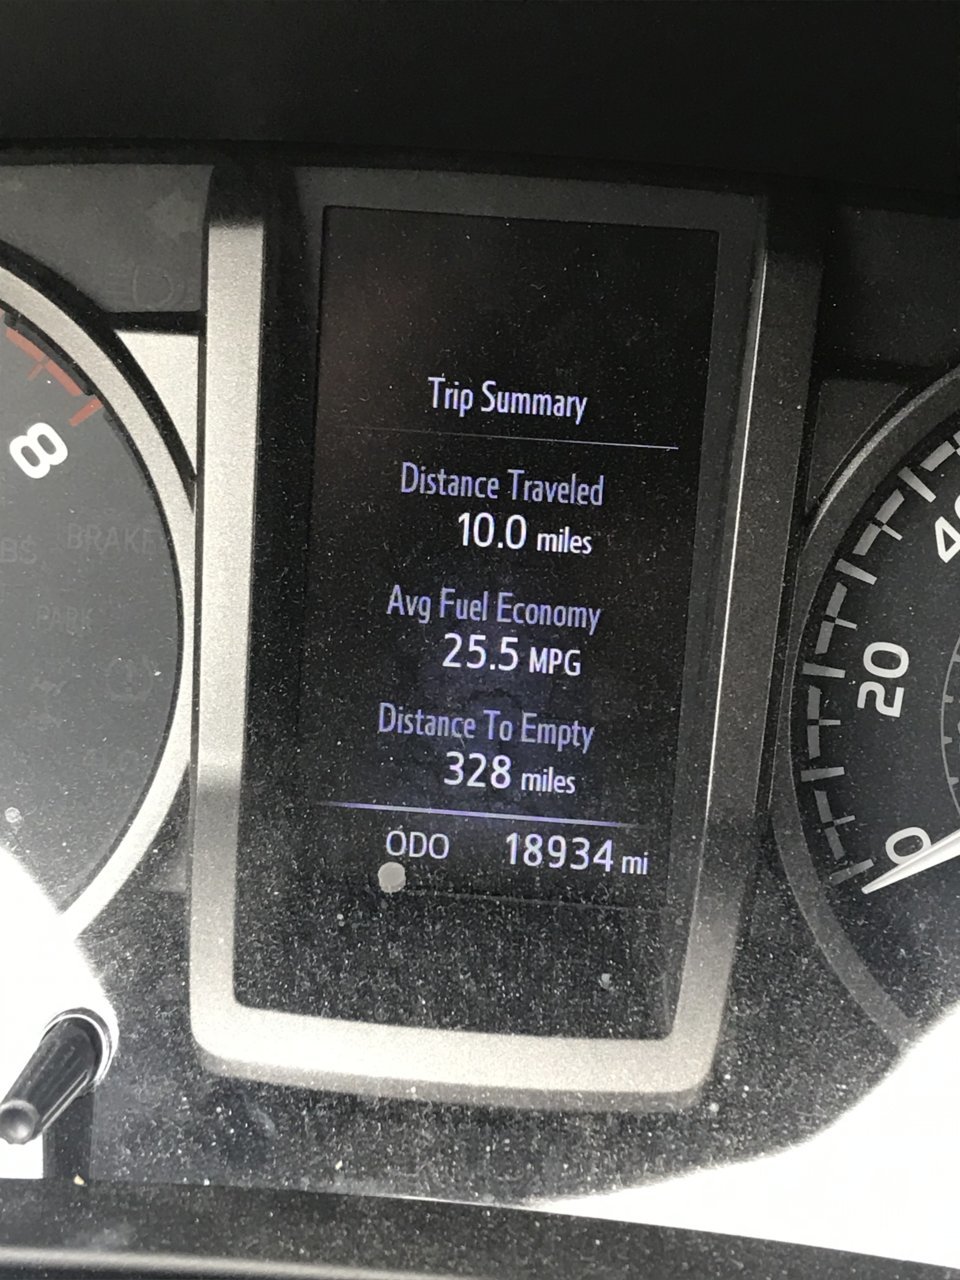 Trip Summary
Distance Traveled
10.0 miles
Avg Fuel Economy
25.5 MPG
Distance To Empty
328 miles
ODO 18934 mi
8
BRAKE
PARK
20
0